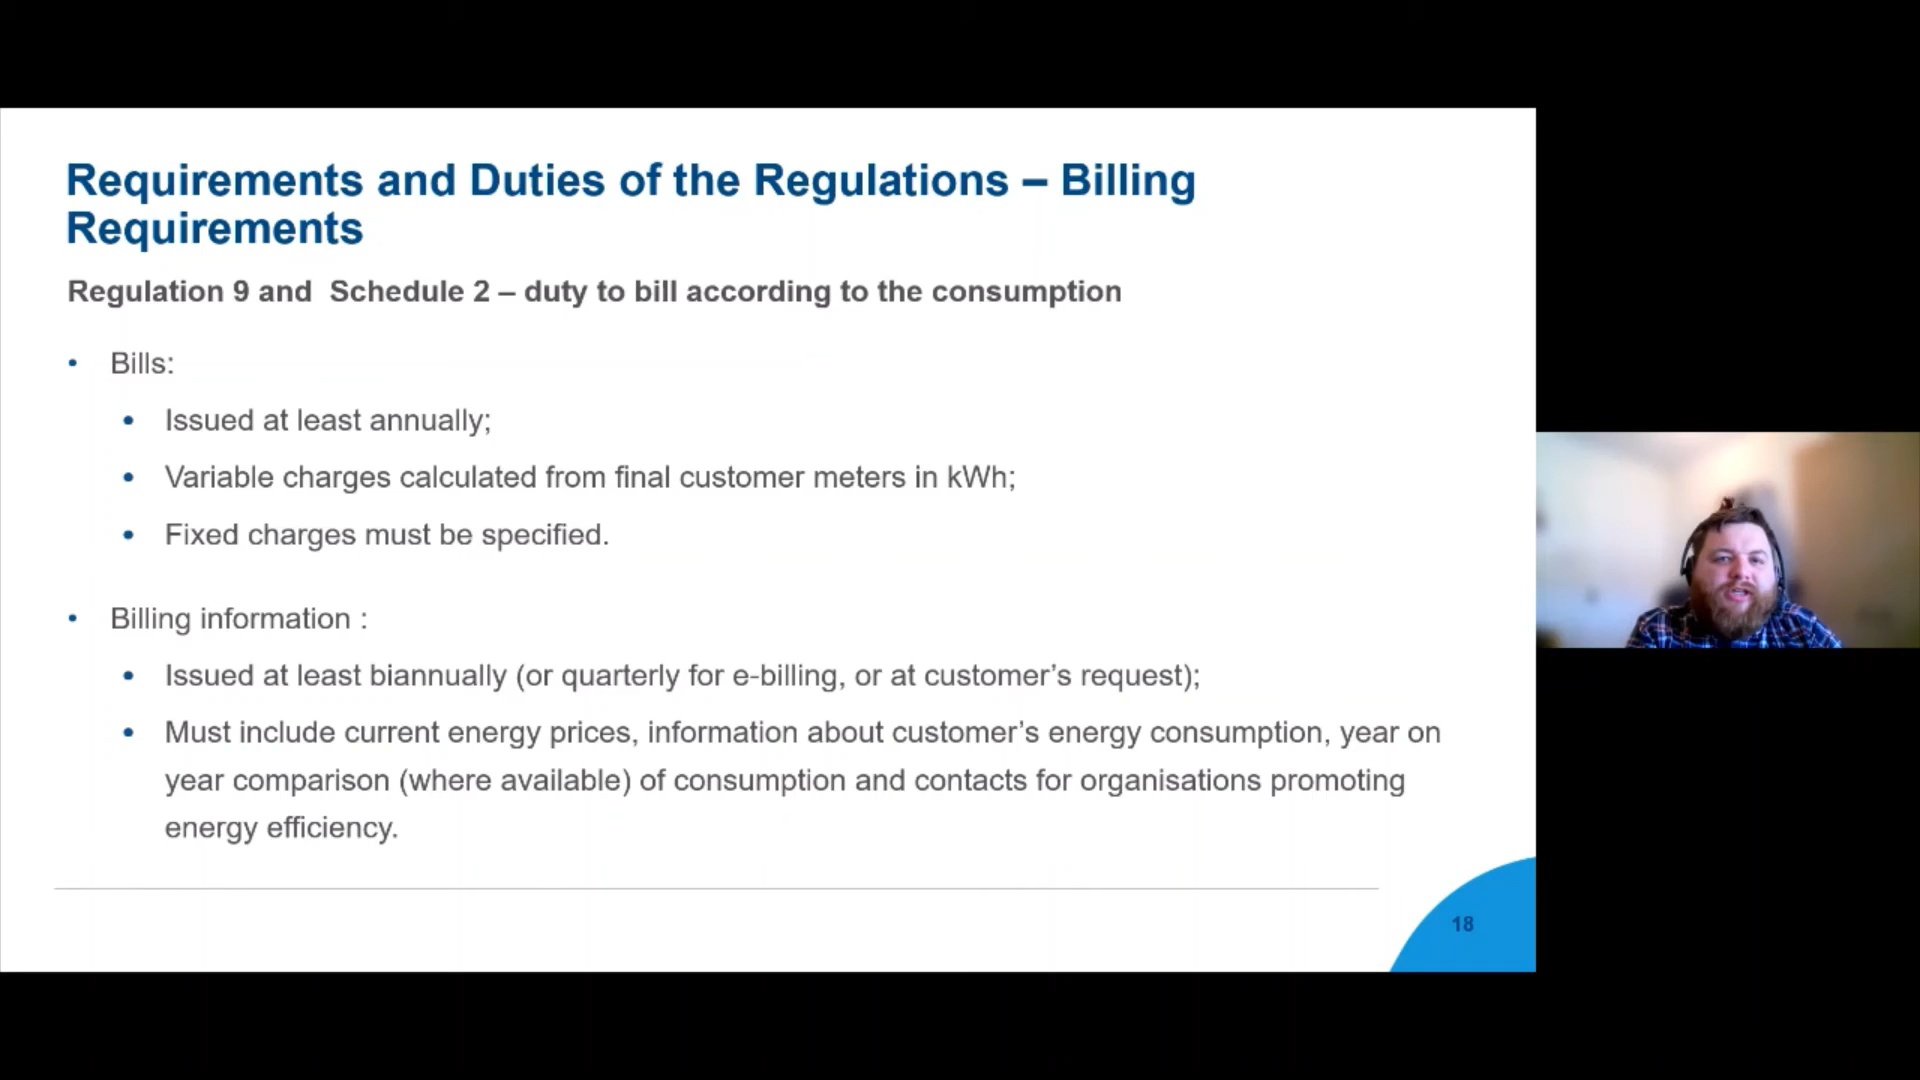 Requirements and Duties of the Regulations – Billing
Requirements
Regulation 9 and  Schedule 2 – duty to bill according to the consumption
• Bills:
• Issued at least annually;
• Variable charges calculated from final customer meters in kWh;
• Fixed charges must be specified.
• Billing information :
• Issued at least biannually (or quarterly for e-billing, or at customer’s request);
• Must include current energy prices, information about customer’s energy consumption, year on
year comparison (where available) of consumption and contacts for organisations promoting
energy efficiency.
18